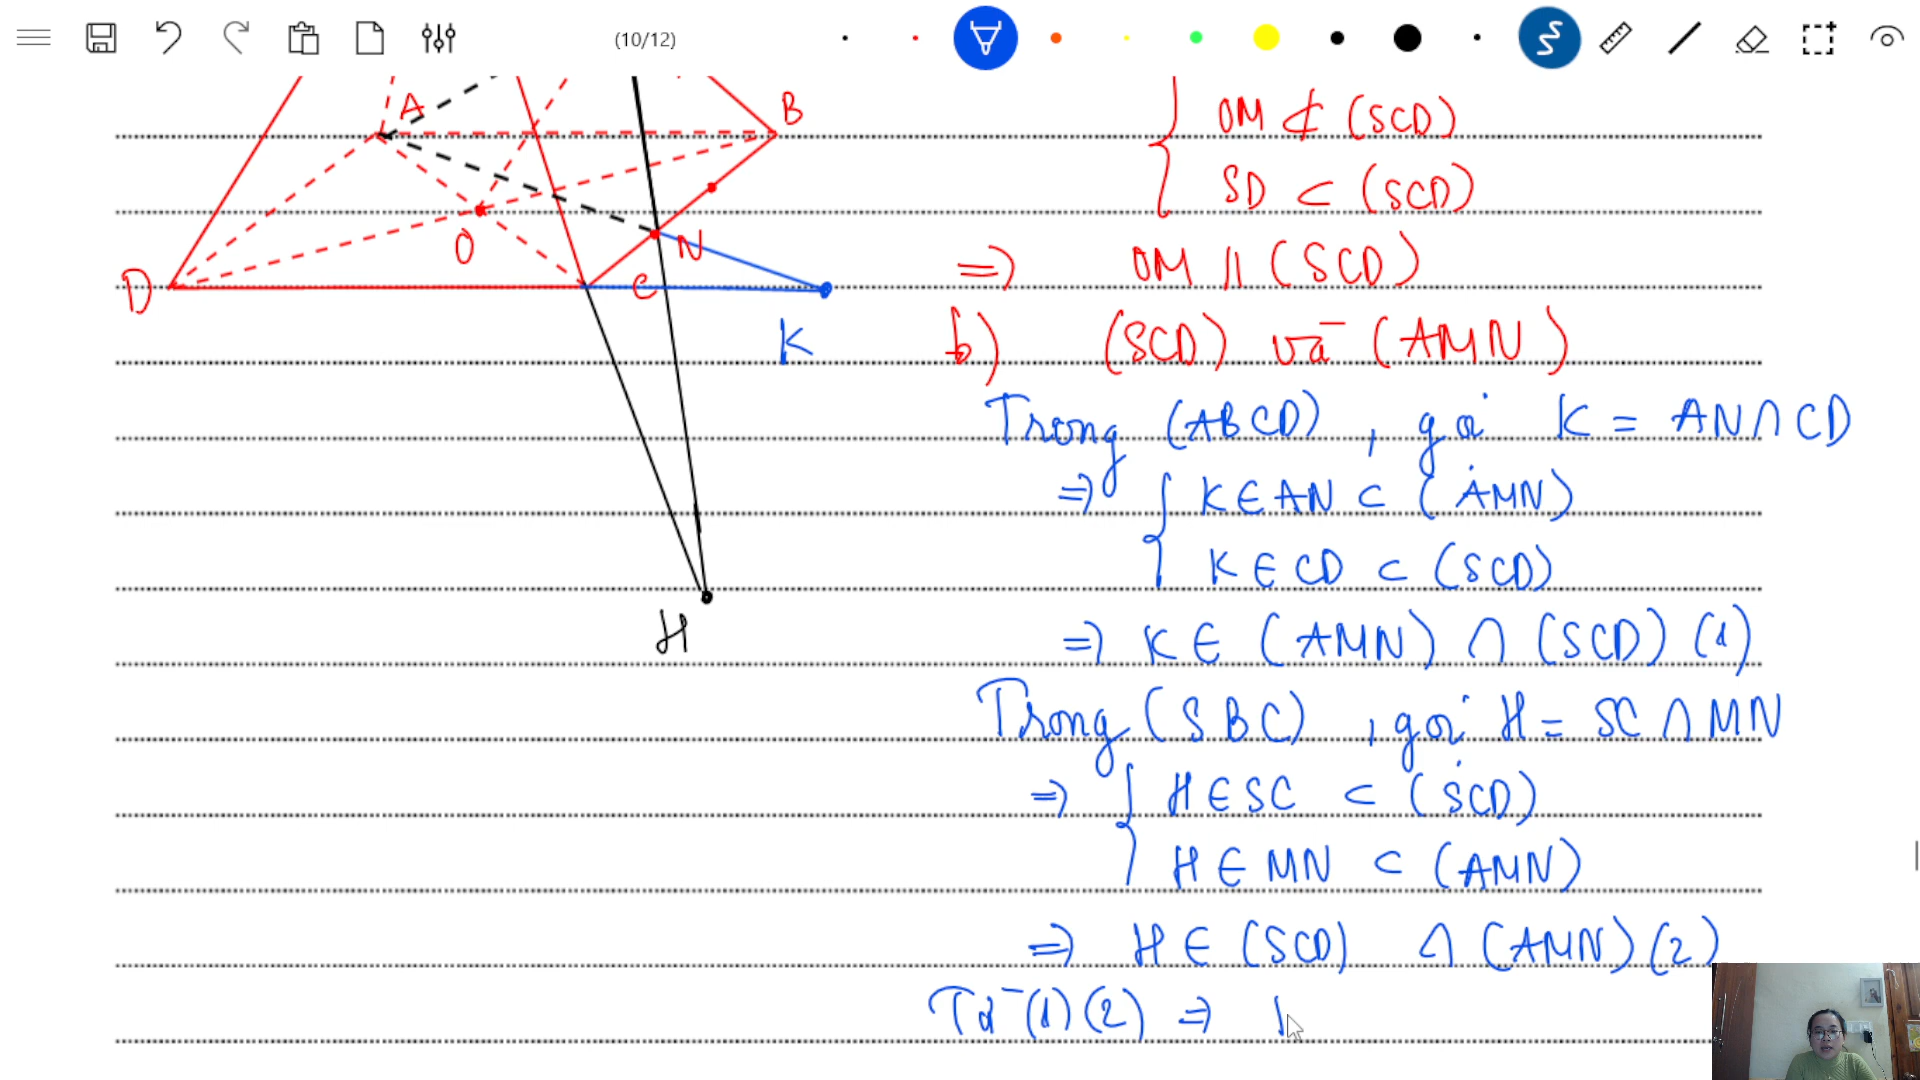 (10/12)
A
B
O
N
D
C
K
H
OM ⊄ (SCD)
SD ⊂ (SCD)
=> OM // (SCD)
b) (SCD) và (AMN)
Trong (ABCD), gọi K = AN ∩ CD
=> { K ∈ AN ⊂ (AMN)
K ∈ CD ⊂ (SCD)
=> K ∈ (AMN) ∩ (SCD) (1)
Trong (SBC), gọi H = SC ∩ MN
=> { H ∈ SC ⊂ (SCD)
H ∈ MN ⊂ (AMN)
=> H ∈ (SCD) ∩ (AMN) (2)
Từ (1) (2) =>